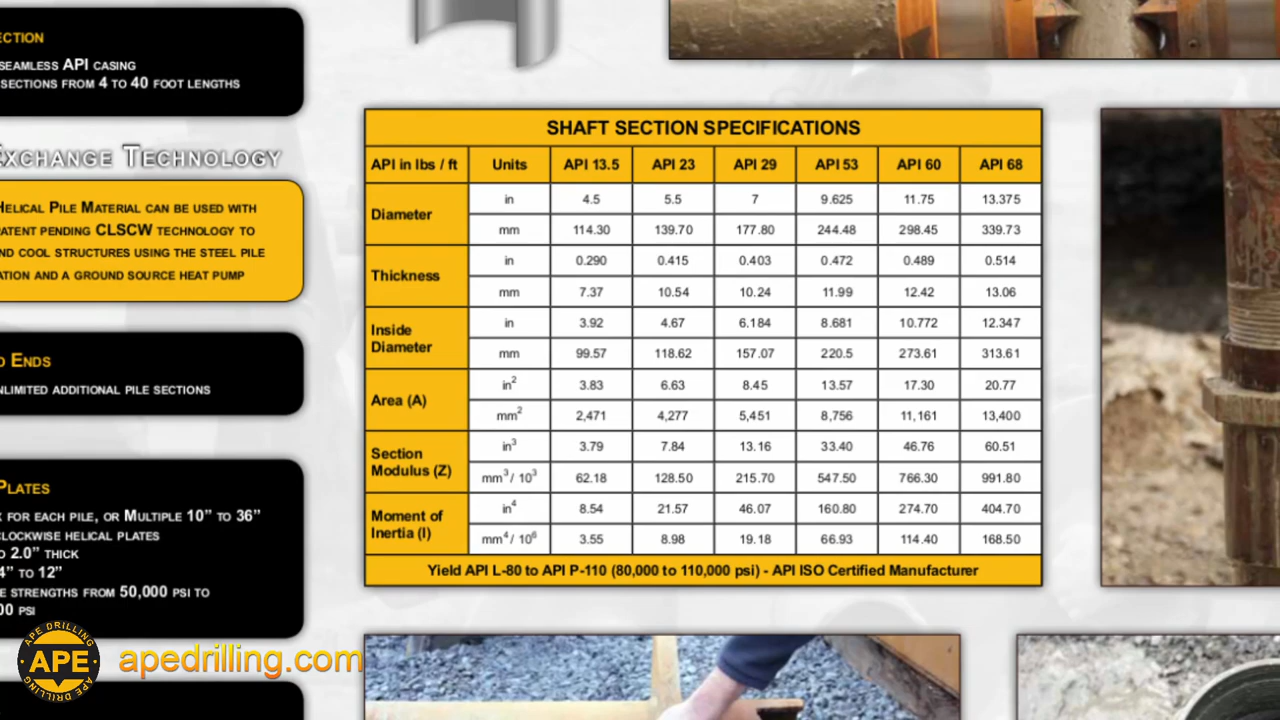 ECTION
SEAMLESS API CASING
SECTIONS FROM 4 TO 40 FOOT LENGTHS
EXCHANGE TECHNOLOGY
HELICAL PILE MATERIAL CAN BE USED WITH
ATENT PENDING CLSCW TECHNOLOGY TO
ND COOL STRUCTURES USING THE STEEL PILE
ATION AND A GROUND SOURCE HEAT PUMP
D ENDS
NLIMITED ADDITIONAL PILE SECTIONS
PLATES
X FOR EACH PILE, OR MULTIPLE 10” TO 36”
CLOCKWISE HELICAL PLATES
O 2.0” THICK
4” TO 12”
E STRENGTHS FROM 50,000 PSI TO
00 PSI
APE DRILLING
APE
APE DRILLING
apedrilling.com
SHAFT SECTION SPECIFICATIONS
API in lbs / ft Units API 13.5 API 23 API 29 API 53 API 60 API 68
Diameter in 4.5 5.5 7 9.625 11.75 13.375
mm 114.30 139.70 177.80 244.48 298.45 339.73
Thickness in 0.290 0.415 0.403 0.472 0.489 0.514
mm 7.37 10.54 10.24 11.99 12.42 13.06
Inside Diameter in 3.92 4.67 6.184 8.681 10.772 12.347
mm 99.57 118.62 157.07 220.5 273.61 313.61
Area (A) in² 3.83 6.63 8.45 13.57 17.30 20.77
mm² 2,471 4,277 5,451 8,756 11,161 13,400
Section Modulus (Z) in³ 3.79 7.84 13.16 33.40 46.76 60.51
mm³/ 10³ 62.18 128.50 215.70 547.50 766.30 991.80
Moment of Inertia (I) in⁴ 8.54 21.57 46.07 160.80 274.70 404.70
mm⁴/ 10⁶ 3.55 8.98 19.18 66.93 114.40 168.50
Yield API L-80 to API P-110 (80,000 to 110,000 psi) - API ISO Certified Manufacturer